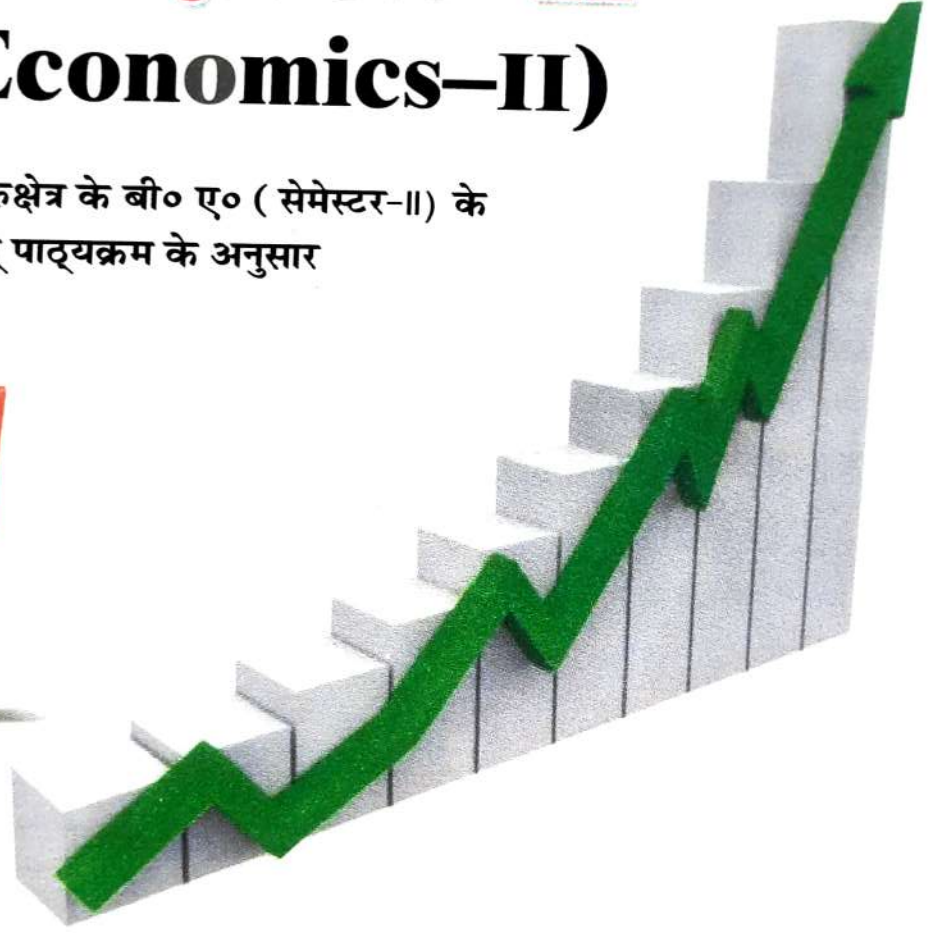 Economics–II)
रुक्षेत्र के बी० ए० ( सेमेस्टर-II) के
पाठ्यक्रम के अनुसार